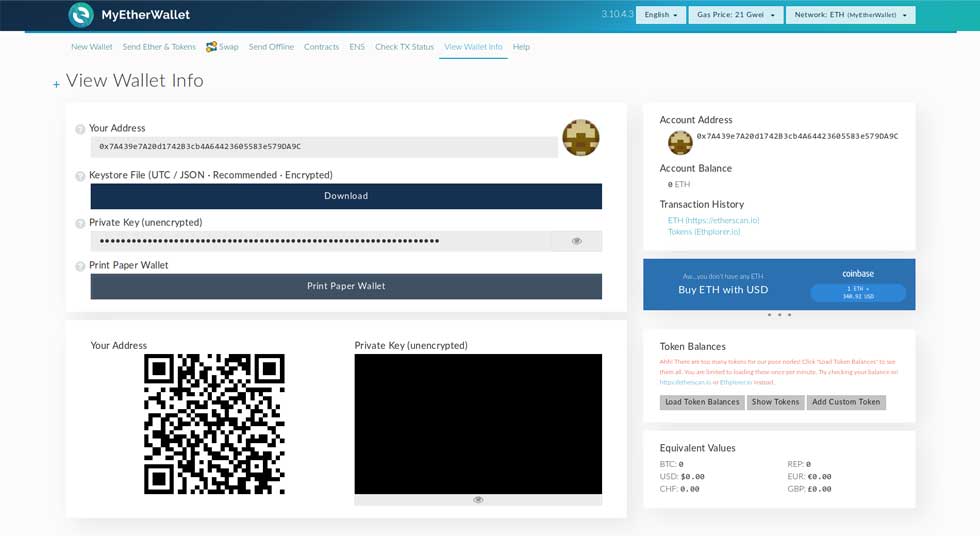 MyEtherWallet
3.10.4.3 English Gas Price: 21 Gwei Network: ETH (MyEtherWallet)
New Wallet Send Ether & Tokens Swap Send Offline Contracts ENS Check TX Status View Wallet Info Help
+ View Wallet Info
? Your Address
0x7A439e7A20d1742B3cb4A64423605583e579DA9C
? Keystore File (UTC / JSON · Recommended · Encrypted)
Download
? Private Key (unencrypted)
? Print Paper Wallet
Print Paper Wallet
Your Address
Private Key (unencrypted)
Account Address
0x7A439e7A20d1742B3cb4A64423605583e579DA9C
Account Balance
0 ETH
Transaction History
ETH (https://etherscan.io)
Tokens (Ethplorer.io)
Aw...you don't have any ETH
Buy ETH with USD
coinbase
1 ETH ≈
340.92 USD
Token Balances
Ahh! There are too many tokens for our poor nodes! Click "Load Token Balances" to see
them all. You are limited to loading these once per minute. Try checking your balance on
https://etherscan.io or Ethplorer.io instead.
Load Token Balances Show Tokens Add Custom Token
Equivalent Values
BTC: 0 REP: 0
USD: $0.00 EUR: €0.00
CHF: 0.00 GBP: £0.00